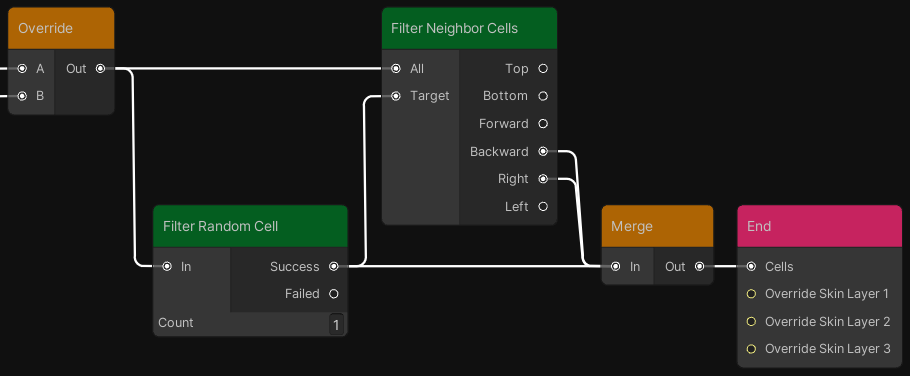 Override
A Out
B
Filter Neighbor Cells
All Top
Target Bottom
Forward
Backward
Right
Left
Filter Random Cell
In Success
Failed
Count 1
Merge
In Out
End
Cells
Override Skin Layer 1
Override Skin Layer 2
Override Skin Layer 3